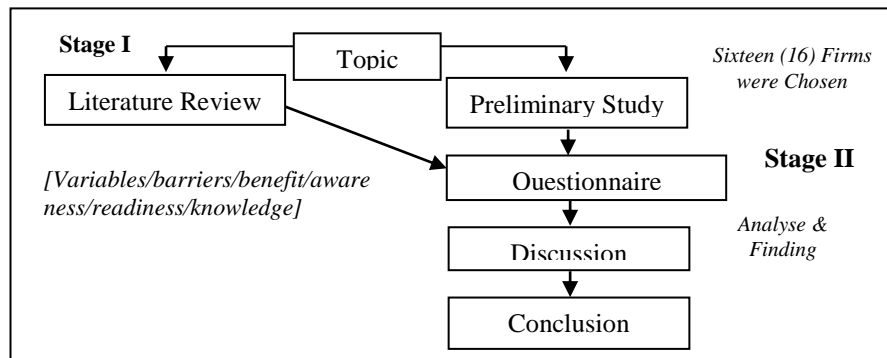 Stage I
Topic
Sixteen (16) Firms
were Chosen
Literature Review
Preliminary Study
[Variables/barriers/benefit/aware
ness/readiness/knowledge]
Questionnaire
Stage II
Analyse &
Finding
Discussion
Conclusion